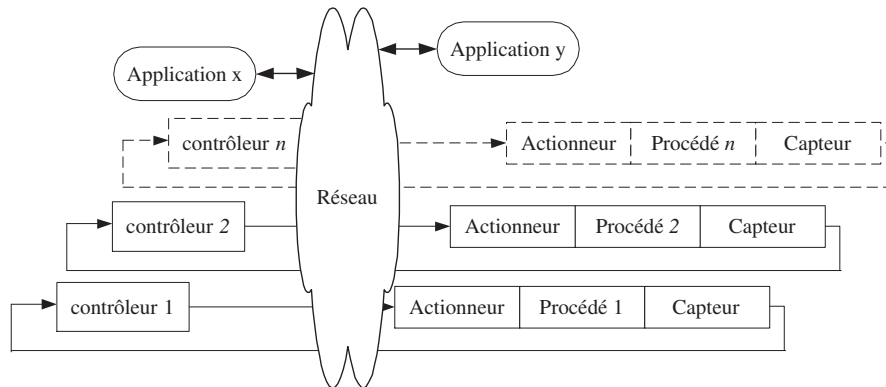 Application y
Application x
contrôleur n
Actionneur Procédé n Capteur
Réseau
contrôleur 2
Actionneur Procédé 2 Capteur
contrôleur 1
Actionneur Procédé 1 Capteur